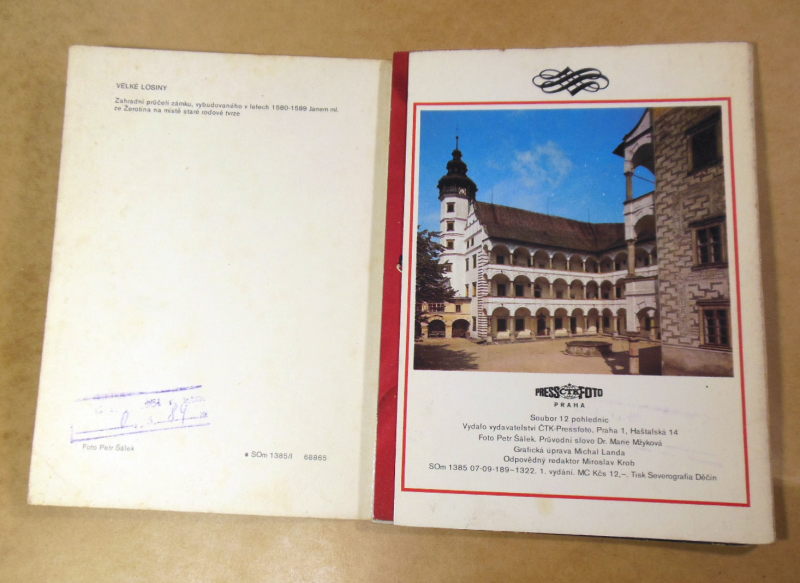 VELKÉ LOSINY
Zahradní průčelí zámku, vybudovaného v letech 1580-1589 Janem ml.
ze Žerotína na místě staré rodové tvrze
Foto Petr Šálek
* SOm 1385/I 68865
PRESS ČTK FOTO
PRAHA
Soubor 12 pohlednic
Vydalo vydavatelství ČTK-Pressfoto, Praha 1, Haštalská 14
Foto Petr Šálek. Průvodní slovo Dr. Marie Mžyková
Grafická úprava Michal Landa
Odpovědný redaktor Miroslav Krob
SOm 1385 07-09-189–1322. 1. vydání. MC Kčs 12,–. Tisk Severografia Děčín